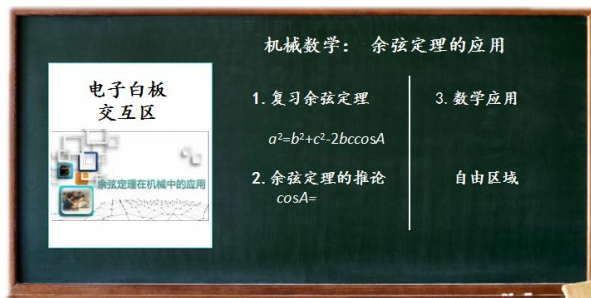 机械数学： 余弦定理的应用
电子白板
交互区
余弦定理在机械中的应用
1.复习余弦定理
a²=b²+c²-2bccosA
2.余弦定理的推论
cosA=
3.数学应用
自由区域